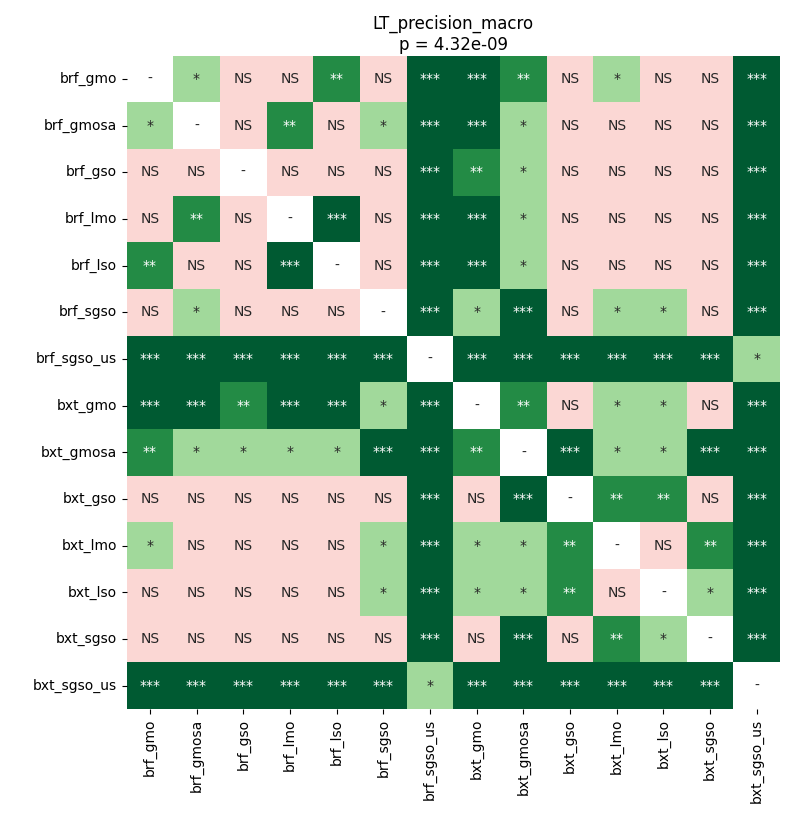 LT_precision_macro
p = 4.32e-09
brf_gmo - * NS NS ** NS *** *** ** NS * NS NS ***
brf_gmosa * - NS ** NS * *** *** * NS NS NS NS ***
brf_gso NS NS - NS NS NS *** ** * NS NS NS NS ***
brf_lmo NS ** NS - *** NS *** *** * NS NS NS NS ***
brf_lso ** NS NS *** - NS *** *** * NS NS NS NS ***
brf_sgso NS * NS NS NS - *** * *** NS * * NS ***
brf_sgso_us *** *** *** *** *** *** - *** *** *** *** *** *** *
bxt_gmo *** *** ** *** *** * *** - ** NS * * NS ***
bxt_gmosa ** * * * * *** *** ** - *** * * *** ***
bxt_gso NS NS NS NS NS NS *** NS *** - ** ** NS ***
bxt_lmo * NS NS NS NS * *** * * ** - NS ** ***
bxt_lso NS NS NS NS NS * *** * * ** NS - * ***
bxt_sgso NS NS NS NS NS NS *** NS *** NS ** * - ***
bxt_sgso_us *** *** *** *** *** *** * *** *** *** *** *** *** -
brf_gmo brf_gmosa brf_gso brf_lmo brf_lso brf_sgso brf_sgso_us bxt_gmo bxt_gmosa bxt_gso bxt_lmo bxt_lso bxt_sgso bxt_sgso_us